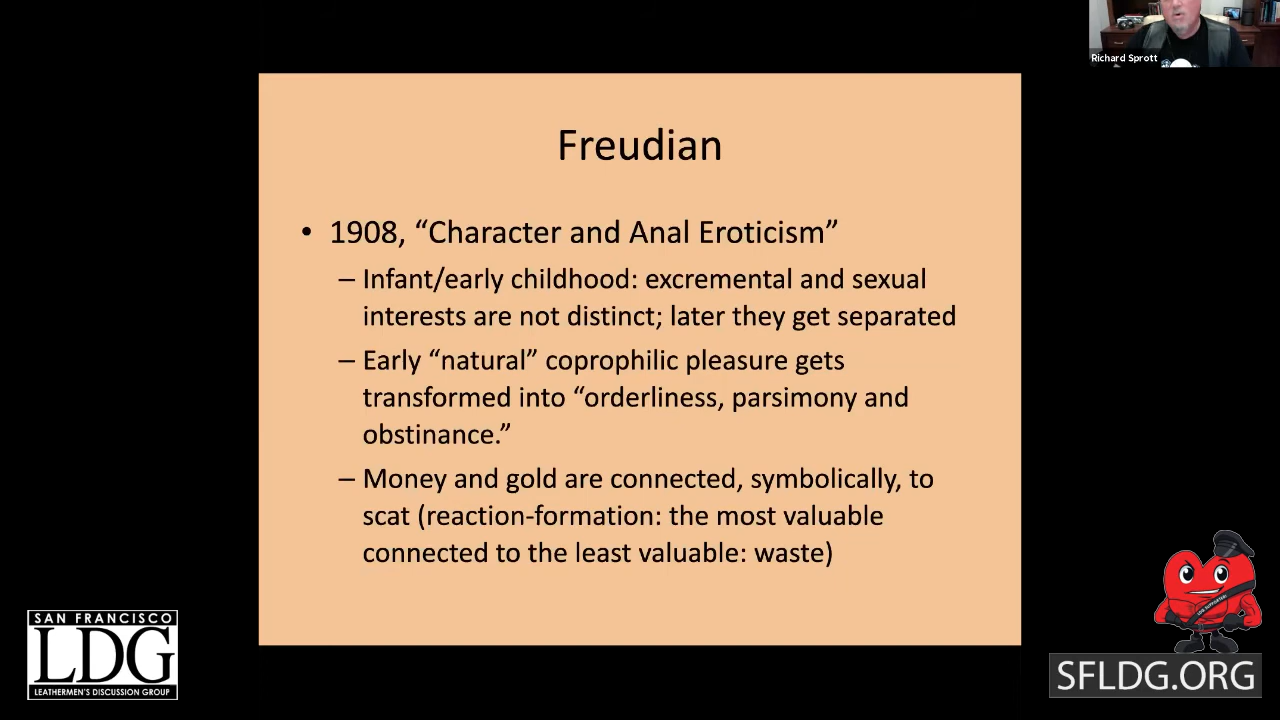 Richard Sprott
Freudian
• 1908, “Character and Anal Eroticism”
– Infant/early childhood: excremental and sexual
interests are not distinct; later they get separated
– Early “natural” coprophilic pleasure gets
transformed into “orderliness, parsimony and
obstinance.”
– Money and gold are connected, symbolically, to
scat (reaction-formation: the most valuable
connected to the least valuable: waste)
SAN FRANCISCO
LDG
LEATHERMEN'S DISCUSSION GROUP
LDG SUPPORTER!
SFLDG.ORG